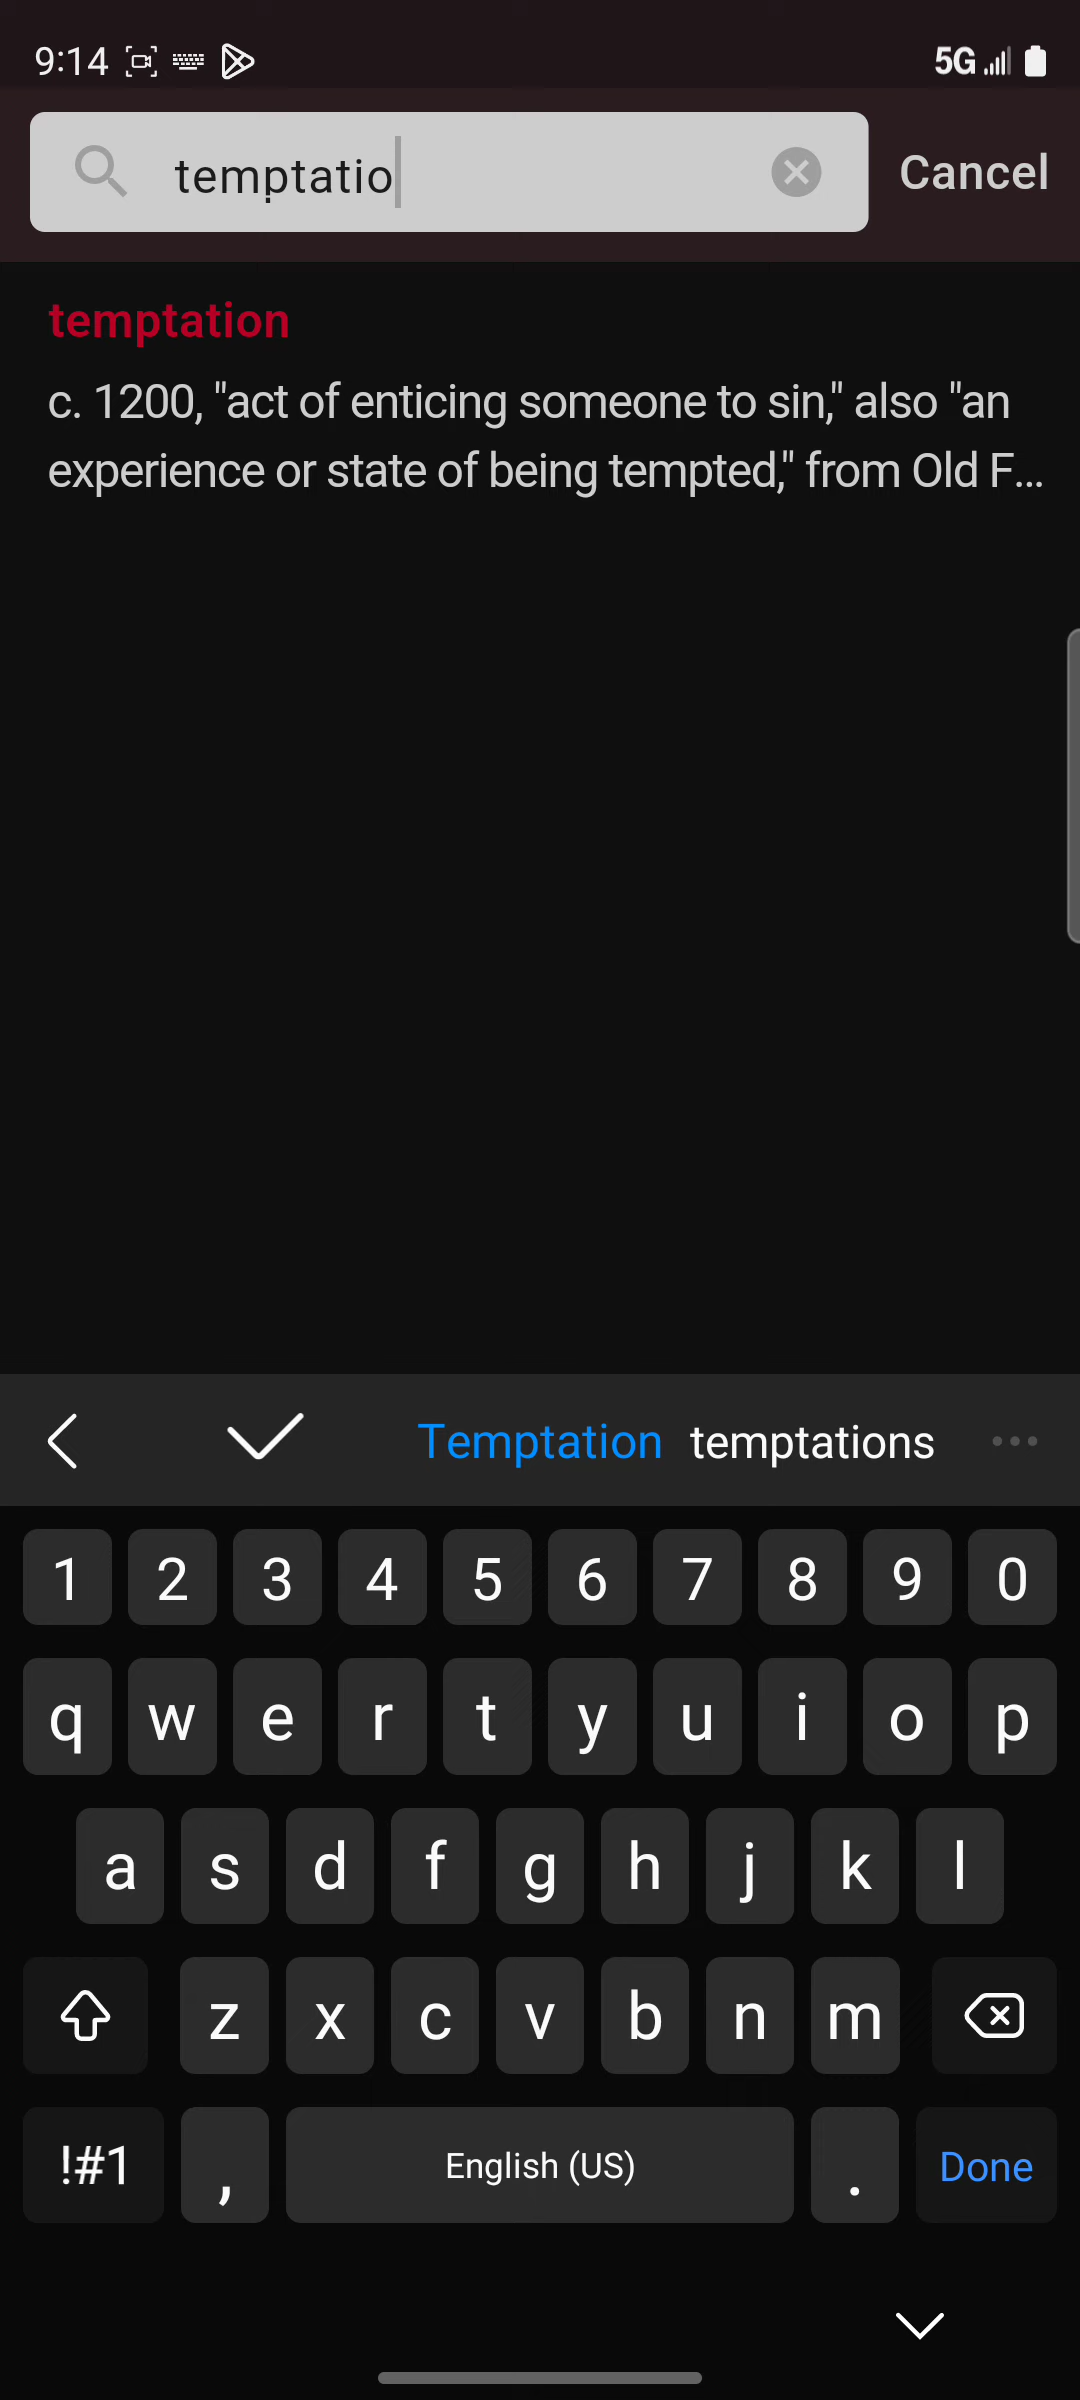 9:14 5G
temptatio Cancel
temptation
c. 1200, "act of enticing someone to sin," also "an
experience or state of being tempted," from Old F...
Temptation temptations
1 2 3 4 5 6 7 8 9 0
q w e r t y u i o p
a s d f g h j k l
z x c v b n m
!#1 , English (US) . Done